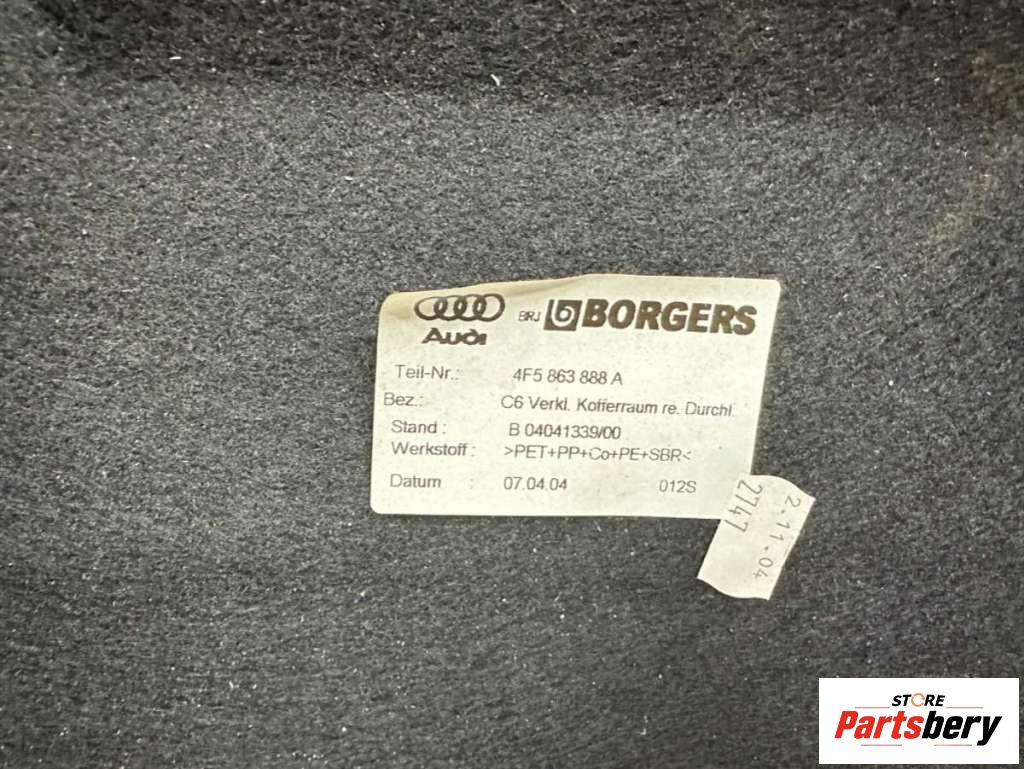 Audi BRJ BORGERS
Teil-Nr.: 4F5 863 888 A
Bez.: C6 Verkl. Kofferraum re. Durchl.
Stand : B 04041339/00
Werkstoff : >PET+PP+Co+PE+SBR<
Datum : 07.04.04 012S
2.11.04
2747
STORE
Partsbery